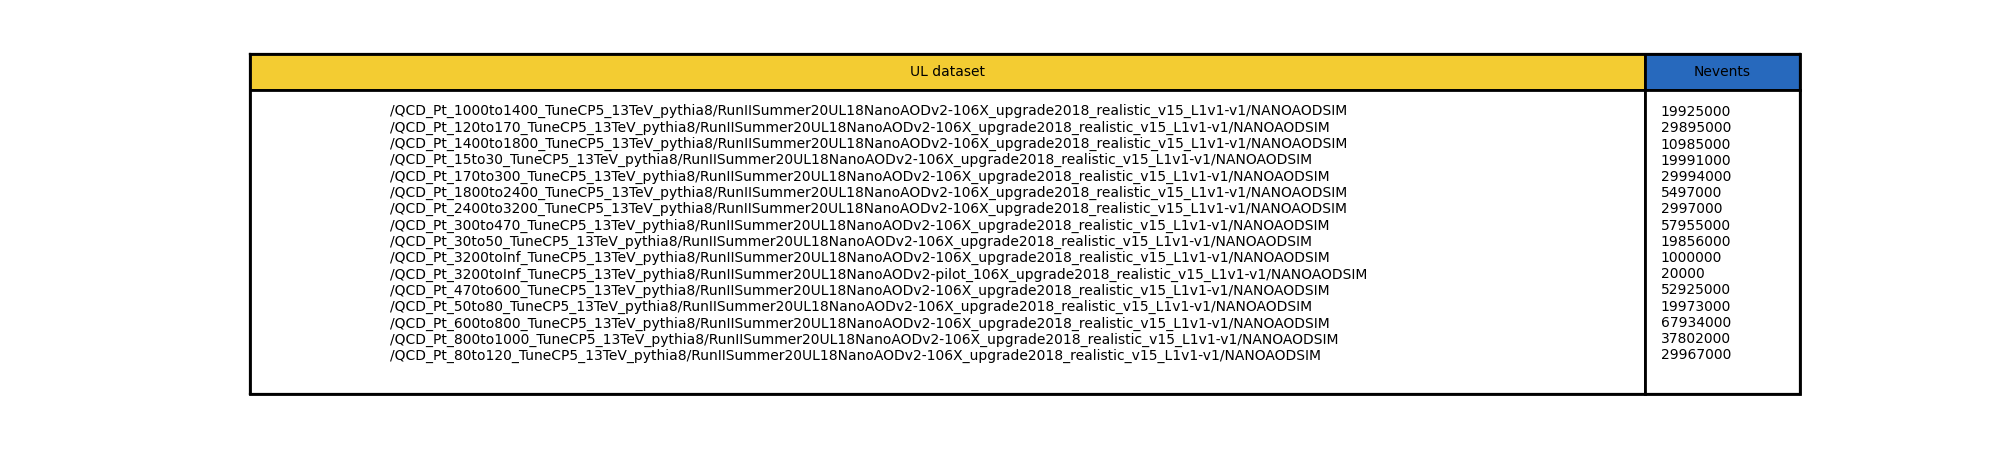 UL dataset Nevents
/QCD_Pt_1000to1400_TuneCP5_13TeV_pythia8/RunIISummer20UL18NanoAODv2-106X_upgrade2018_realistic_v15_L1v1-v1/NANOAODSIM 19925000
/QCD_Pt_120to170_TuneCP5_13TeV_pythia8/RunIISummer20UL18NanoAODv2-106X_upgrade2018_realistic_v15_L1v1-v1/NANOAODSIM 29895000
/QCD_Pt_1400to1800_TuneCP5_13TeV_pythia8/RunIISummer20UL18NanoAODv2-106X_upgrade2018_realistic_v15_L1v1-v1/NANOAODSIM 10985000
/QCD_Pt_15to30_TuneCP5_13TeV_pythia8/RunIISummer20UL18NanoAODv2-106X_upgrade2018_realistic_v15_L1v1-v1/NANOAODSIM 19991000
/QCD_Pt_170to300_TuneCP5_13TeV_pythia8/RunIISummer20UL18NanoAODv2-106X_upgrade2018_realistic_v15_L1v1-v1/NANOAODSIM 29994000
/QCD_Pt_1800to2400_TuneCP5_13TeV_pythia8/RunIISummer20UL18NanoAODv2-106X_upgrade2018_realistic_v15_L1v1-v1/NANOAODSIM 5497000
/QCD_Pt_2400to3200_TuneCP5_13TeV_pythia8/RunIISummer20UL18NanoAODv2-106X_upgrade2018_realistic_v15_L1v1-v1/NANOAODSIM 2997000
/QCD_Pt_300to470_TuneCP5_13TeV_pythia8/RunIISummer20UL18NanoAODv2-106X_upgrade2018_realistic_v15_L1v1-v1/NANOAODSIM 57955000
/QCD_Pt_30to50_TuneCP5_13TeV_pythia8/RunIISummer20UL18NanoAODv2-106X_upgrade2018_realistic_v15_L1v1-v1/NANOAODSIM 19856000
/QCD_Pt_3200toInf_TuneCP5_13TeV_pythia8/RunIISummer20UL18NanoAODv2-106X_upgrade2018_realistic_v15_L1v1-v1/NANOAODSIM 1000000
/QCD_Pt_3200toInf_TuneCP5_13TeV_pythia8/RunIISummer20UL18NanoAODv2-pilot_106X_upgrade2018_realistic_v15_L1v1-v1/NANOAODSIM 20000
/QCD_Pt_470to600_TuneCP5_13TeV_pythia8/RunIISummer20UL18NanoAODv2-106X_upgrade2018_realistic_v15_L1v1-v1/NANOAODSIM 52925000
/QCD_Pt_50to80_TuneCP5_13TeV_pythia8/RunIISummer20UL18NanoAODv2-106X_upgrade2018_realistic_v15_L1v1-v1/NANOAODSIM 19973000
/QCD_Pt_600to800_TuneCP5_13TeV_pythia8/RunIISummer20UL18NanoAODv2-106X_upgrade2018_realistic_v15_L1v1-v1/NANOAODSIM 67934000
/QCD_Pt_800to1000_TuneCP5_13TeV_pythia8/RunIISummer20UL18NanoAODv2-106X_upgrade2018_realistic_v15_L1v1-v1/NANOAODSIM 37802000
/QCD_Pt_80to120_TuneCP5_13TeV_pythia8/RunIISummer20UL18NanoAODv2-106X_upgrade2018_realistic_v15_L1v1-v1/NANOAODSIM 29967000